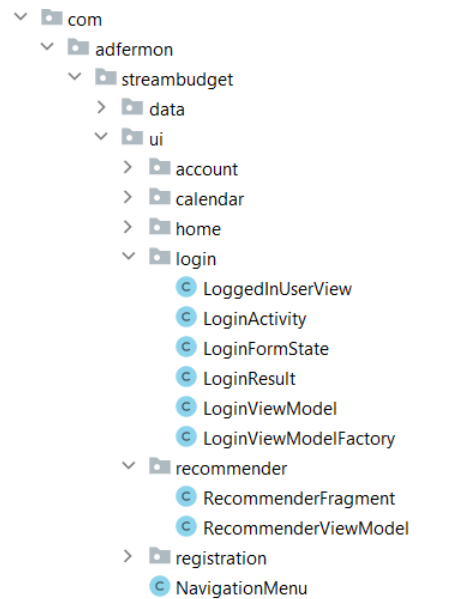 com
adfermon
streambudget
data
ui
account
calendar
home
login
C LoggedInUserView
C LoginActivity
C LoginFormState
C LoginResult
C LoginViewModel
C LoginViewModelFactory
recommender
C RecommenderFragment
C RecommenderViewModel
registration
C NavigationMenu